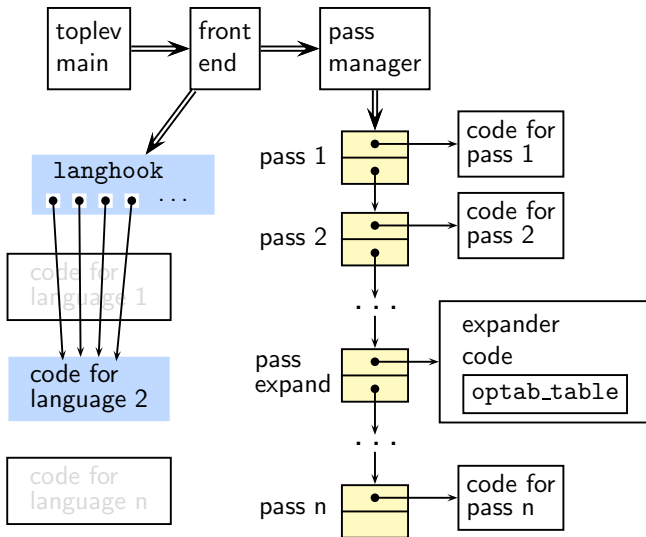 toplev
main
front
end
pass
manager
langhook
. . .
code for
language 1
code for
language 2
code for
language n
pass 1
code for
pass 1
pass 2
code for
pass 2
. . .
pass
expand
expander
code
optab_table
. . .
pass n
code for
pass n